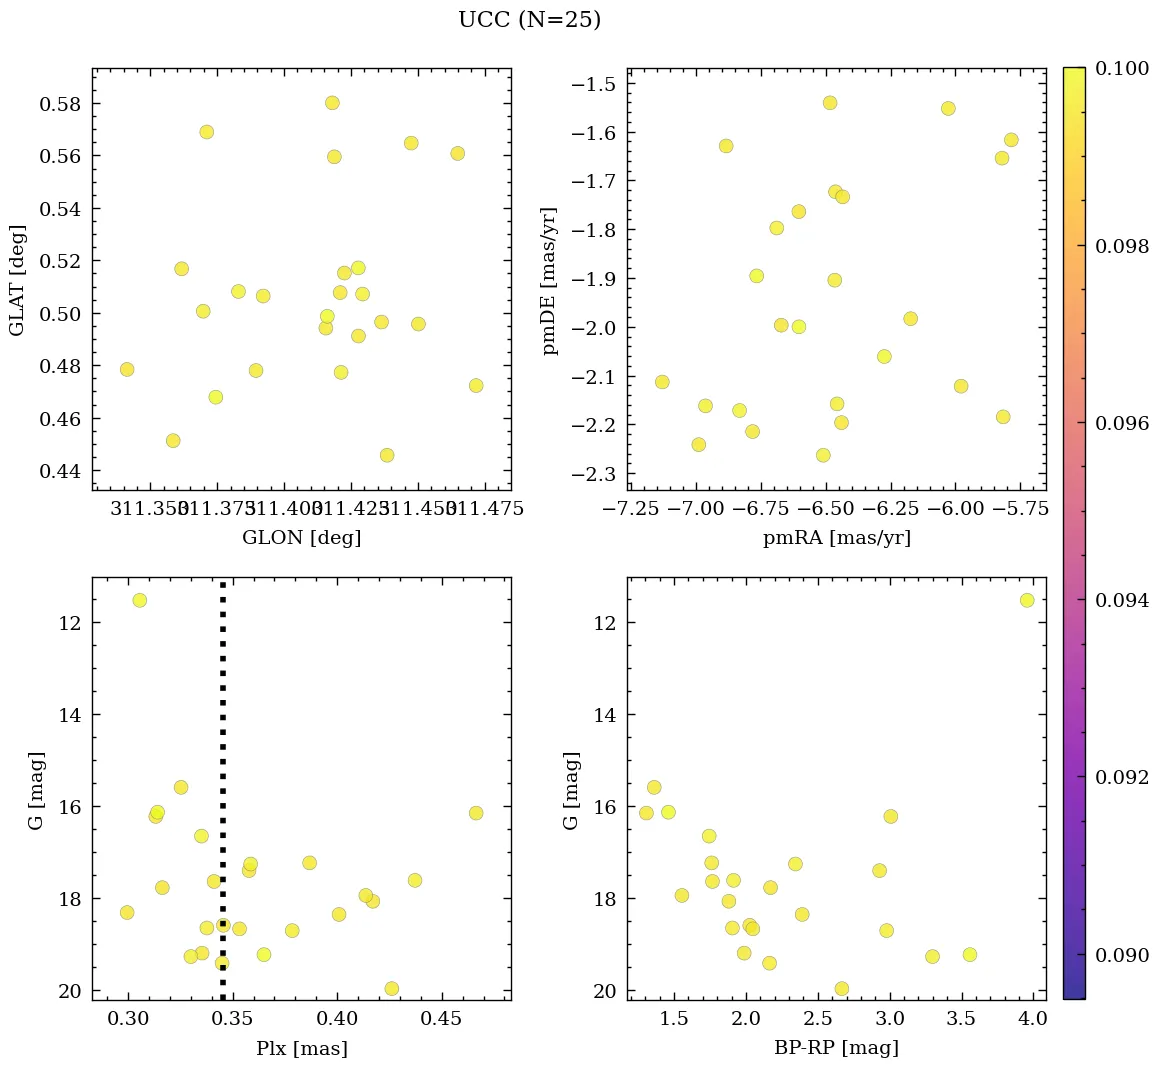 UCC (N=25)
0.58
0.56
0.54
0.52
0.50
0.48
0.46
0.44
GLAT [deg]
311.350 311.375 311.400 311.425 311.450 311.475
GLON [deg]
−1.5
−1.6
−1.7
−1.8
−1.9
−2.0
−2.1
−2.2
−2.3
pmDE [mas/yr]
−7.25 −7.00 −6.75 −6.50 −6.25 −6.00 −5.75
pmRA [mas/yr]
12
14
16
18
20
G [mag]
0.30 0.35 0.40 0.45
Plx [mas]
12
14
16
18
20
G [mag]
1.5 2.0 2.5 3.0 3.5 4.0
BP-RP [mag]
0.100
0.098
0.096
0.094
0.092
0.090